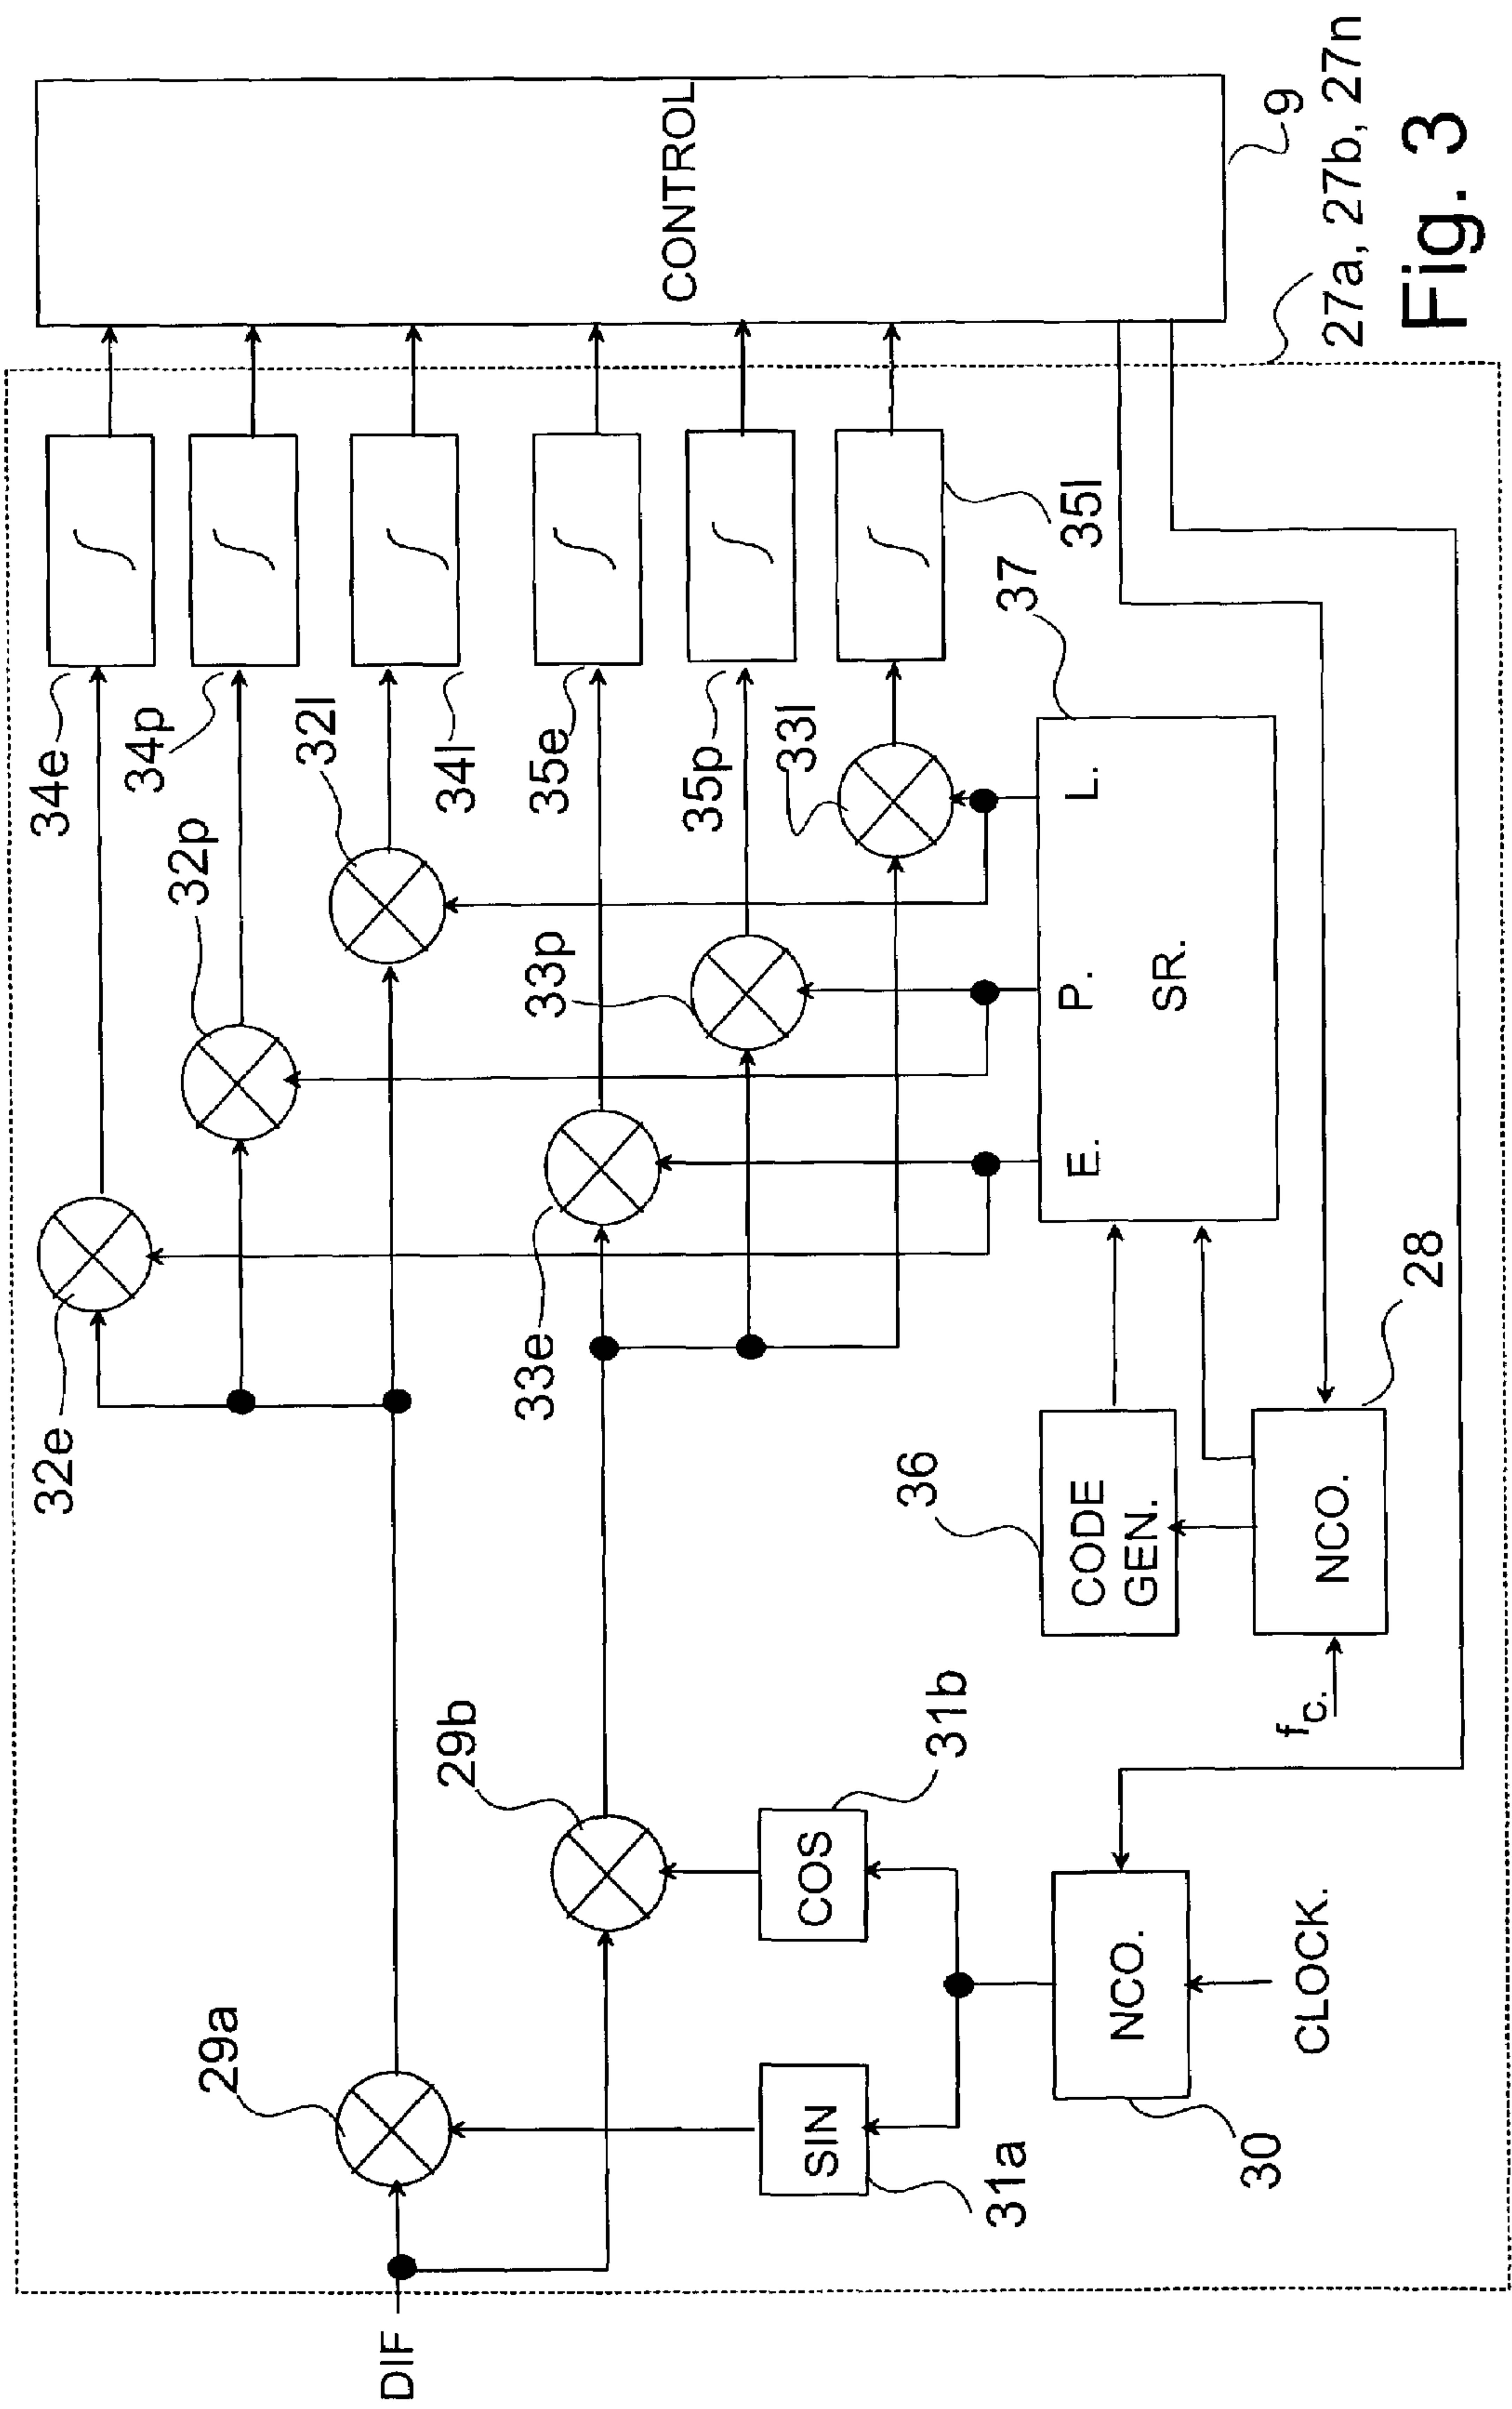 34e
34p
32l
34l
32p
35e
33p
35p
33l
35l
37
32e
33e
CONTROL
9
27a, 27b, 27n
L.
P.
E.
SR.
36
CODE
GEN.
28
NCO.
fc.
29a
29b
31b
COS
SIN
31a
NCO.
30
CLOCK.
DIF
Fig. 3